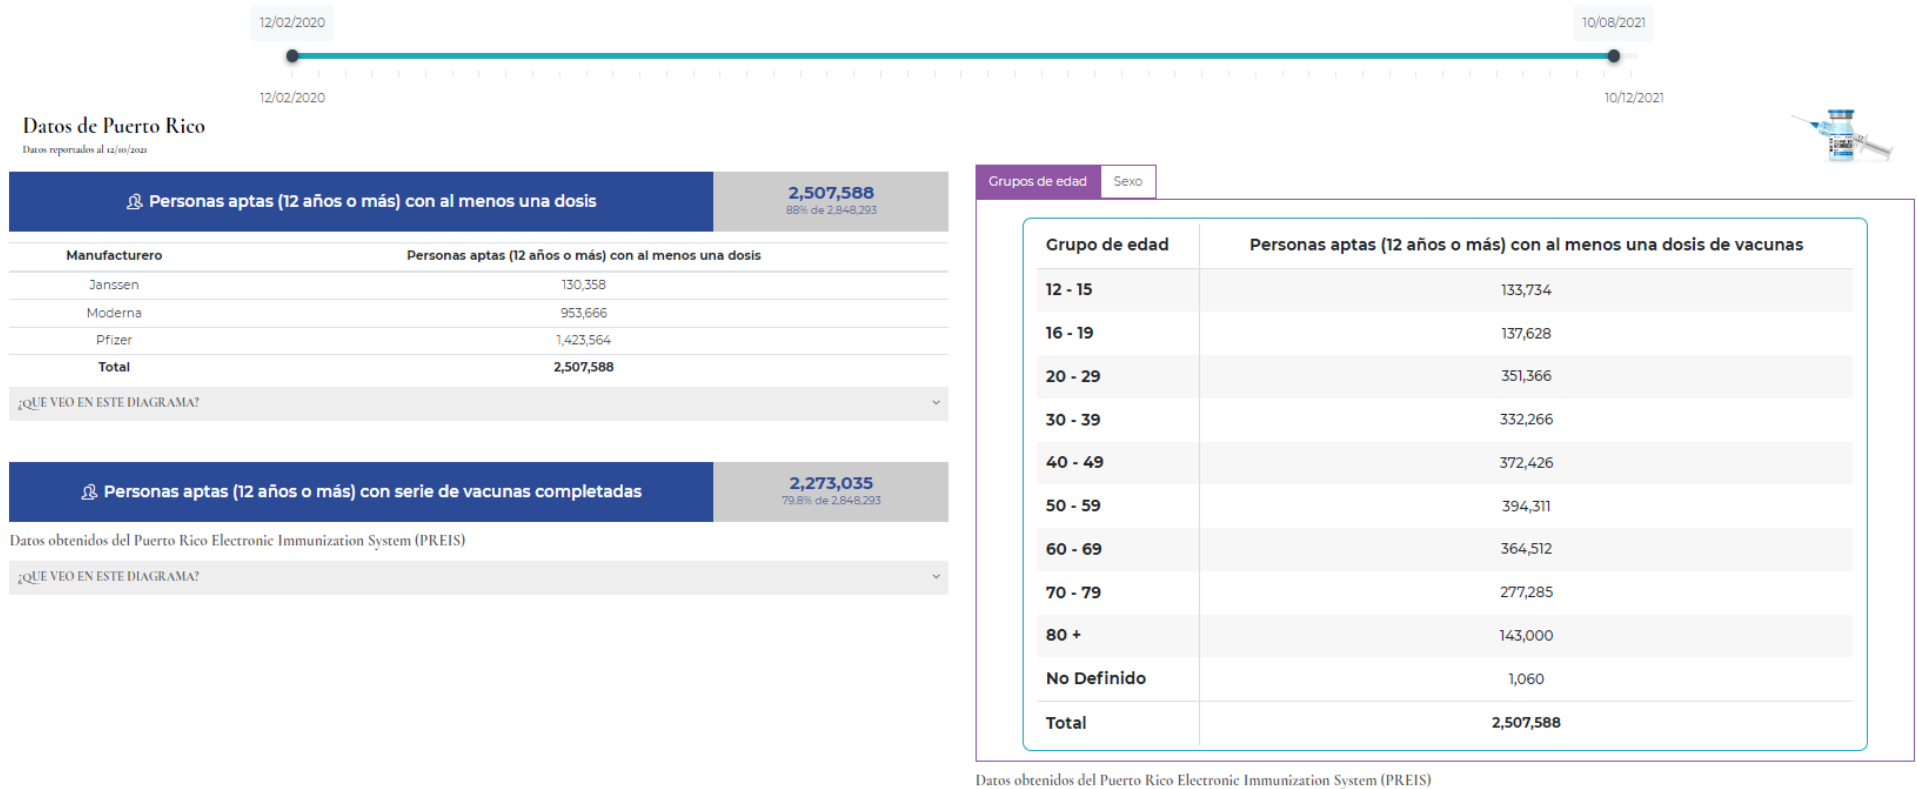 12/02/2020
10/08/2021
12/02/2020
10/12/2021
Datos de Puerto Rico
Datos reportados al 12/10/2021
Personas aptas (12 años o más) con al menos una dosis
2,507,588
88% de 2,848,293
Manufacturero Personas aptas (12 años o más) con al menos una dosis
Janssen 130,358
Moderna 953,666
Pfizer 1,423,564
Total 2,507,588
¿QUE VEO EN ESTE DIAGRAMA?
Personas aptas (12 años o más) con serie de vacunas completadas
2,273,035
79.8% de 2,848,293
Datos obtenidos del Puerto Rico Electronic Immunization System (PREIS)
¿QUE VEO EN ESTE DIAGRAMA?
Grupos de edad Sexo
Grupo de edad Personas aptas (12 años o más) con al menos una dosis de vacunas
12 - 15 133,734
16 - 19 137,628
20 - 29 351,366
30 - 39 332,266
40 - 49 372,426
50 - 59 394,311
60 - 69 364,512
70 - 79 277,285
80 + 143,000
No Definido 1,060
Total 2,507,588
Datos obtenidos del Puerto Rico Electronic Immunization System (PREIS)